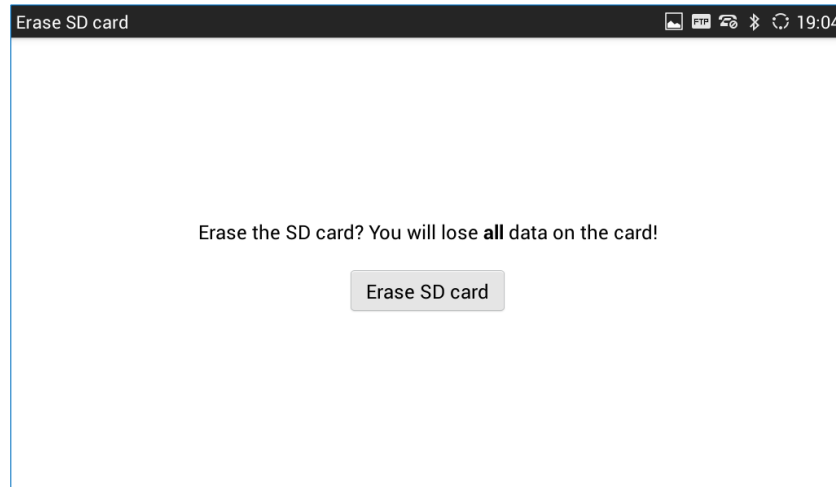 Erase SD card
FTP
19:04
Erase the SD card? You will lose all data on the card!
Erase SD card